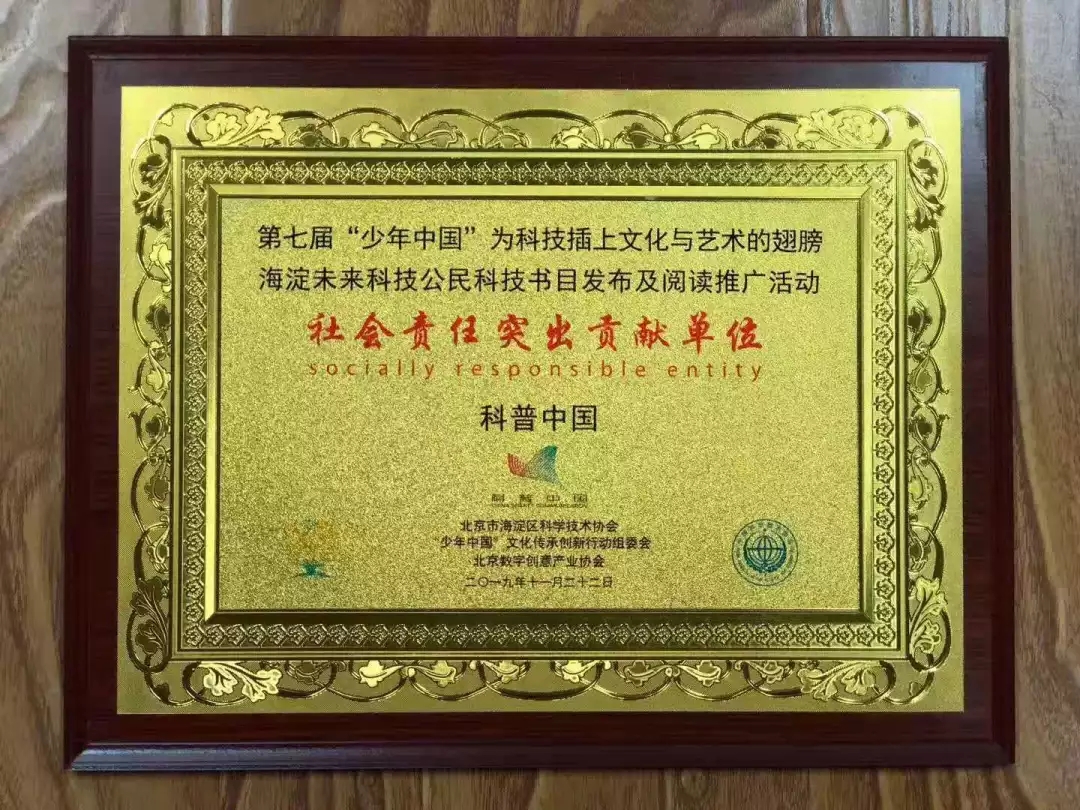 第七届“少年中国”为科技插上文化与艺术的翅膀
海淀未来科技公民科技书目发布及阅读推广活动
社会责任突出贡献单位
socially responsible entity
科普中国
科普中国
北京市海淀区科学技术协会
“少年中国”文化传承创新行动组委会
北京数字创意产业协会
二〇一九年十一月二十二日